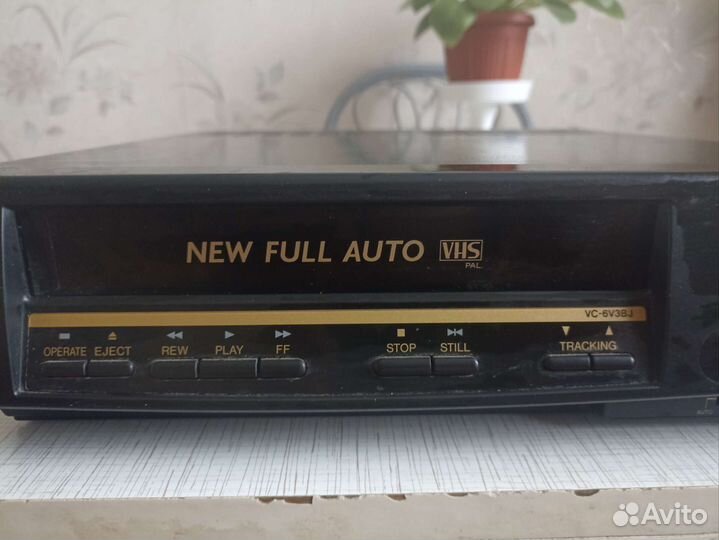 NEW FULL AUTO VHS
PAL
VC-6V3BJ
OPERATE EJECT REW PLAY FF STOP STILL TRACKING
Avito